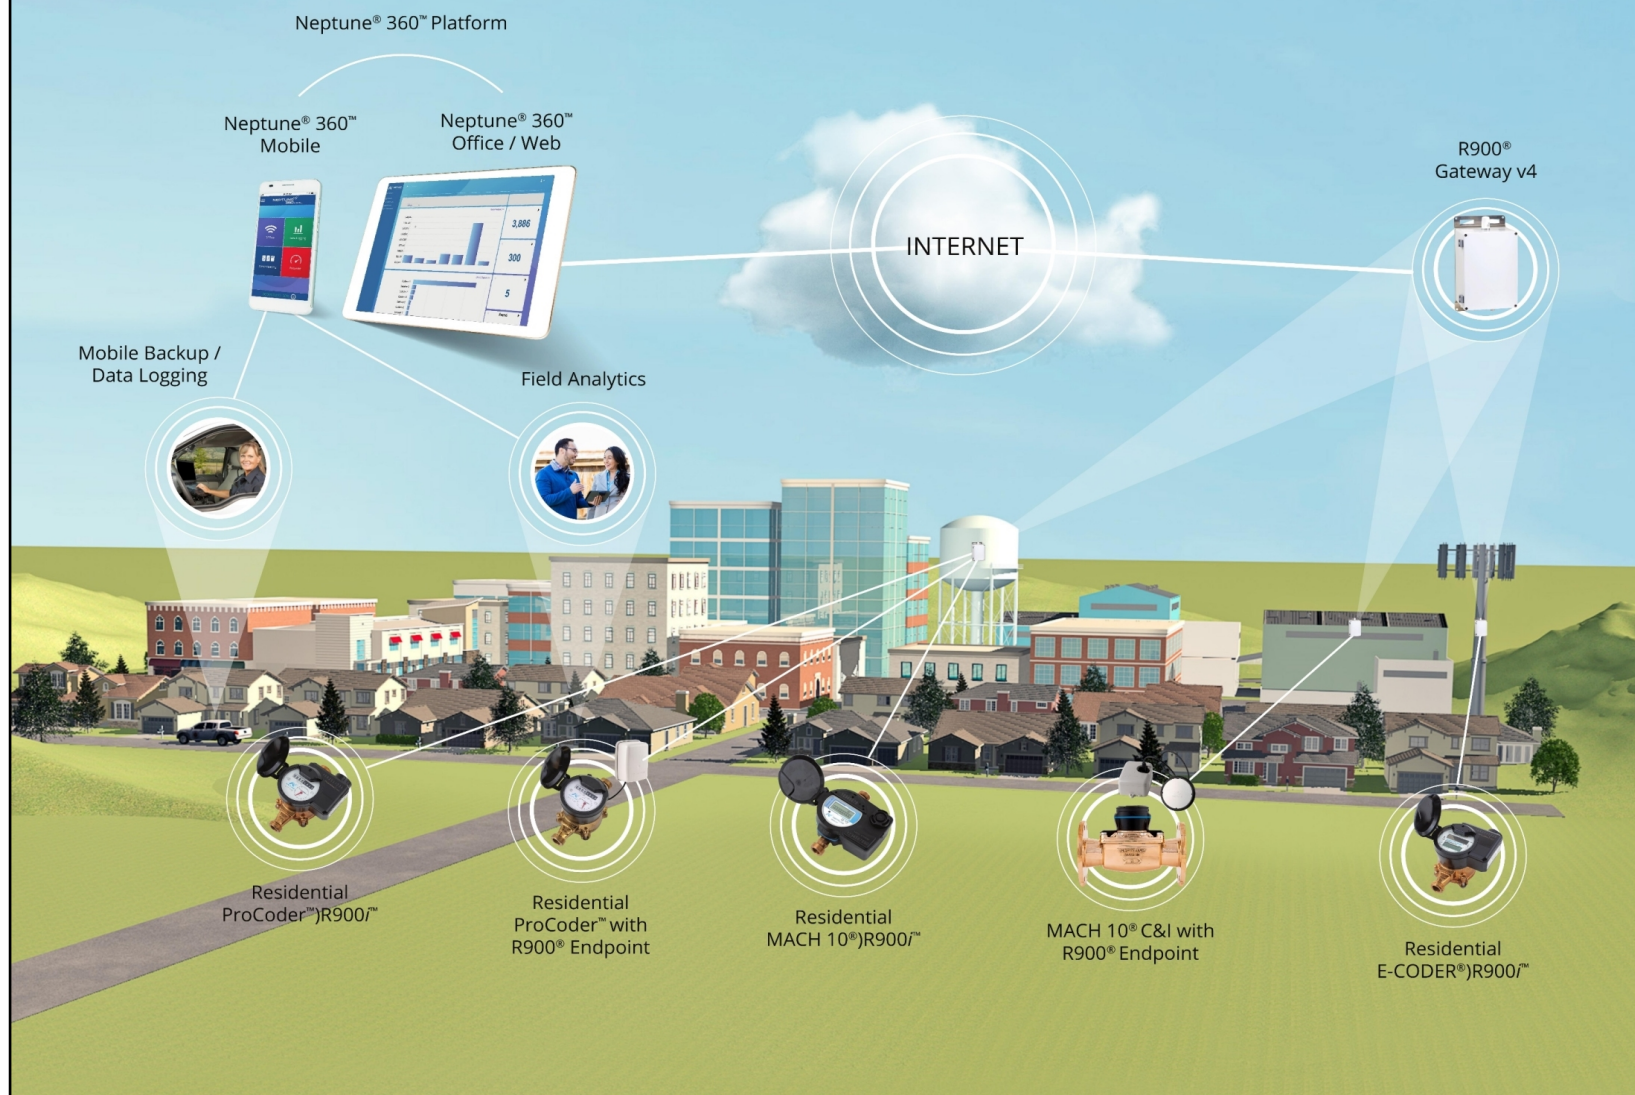 Neptune® 360™ Platform
Neptune® 360™
Mobile
Neptune® 360™
Office / Web
3,886
300
5
INTERNET
R900®
Gateway v4
Mobile Backup /
Data Logging
Field Analytics
Residential
ProCoder™)R900i™
Residential
ProCoder™ with
R900® Endpoint
Residential
MACH 10®)R900i™
MACH 10® C&I with
R900® Endpoint
Residential
E-CODER®)R900i™